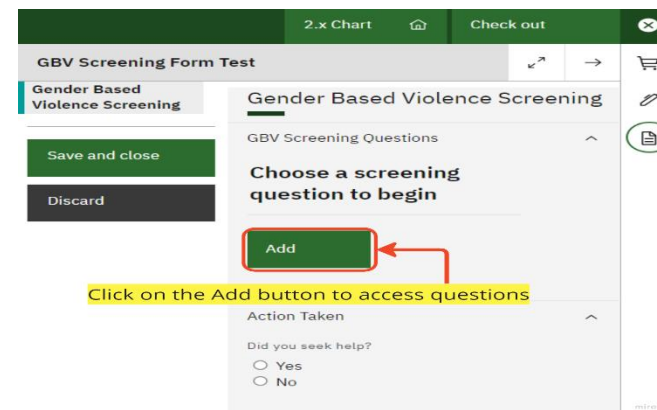 2.x Chart
Check out
GBV Screening Form Test
Gender Based
Violence Screening
Save and close
Discard
Gender Based Violence Screening
GBV Screening Questions
Choose a screening
question to begin
Add
Click on the Add button to access questions
Action Taken
Did you seek help?
Yes
No
miro